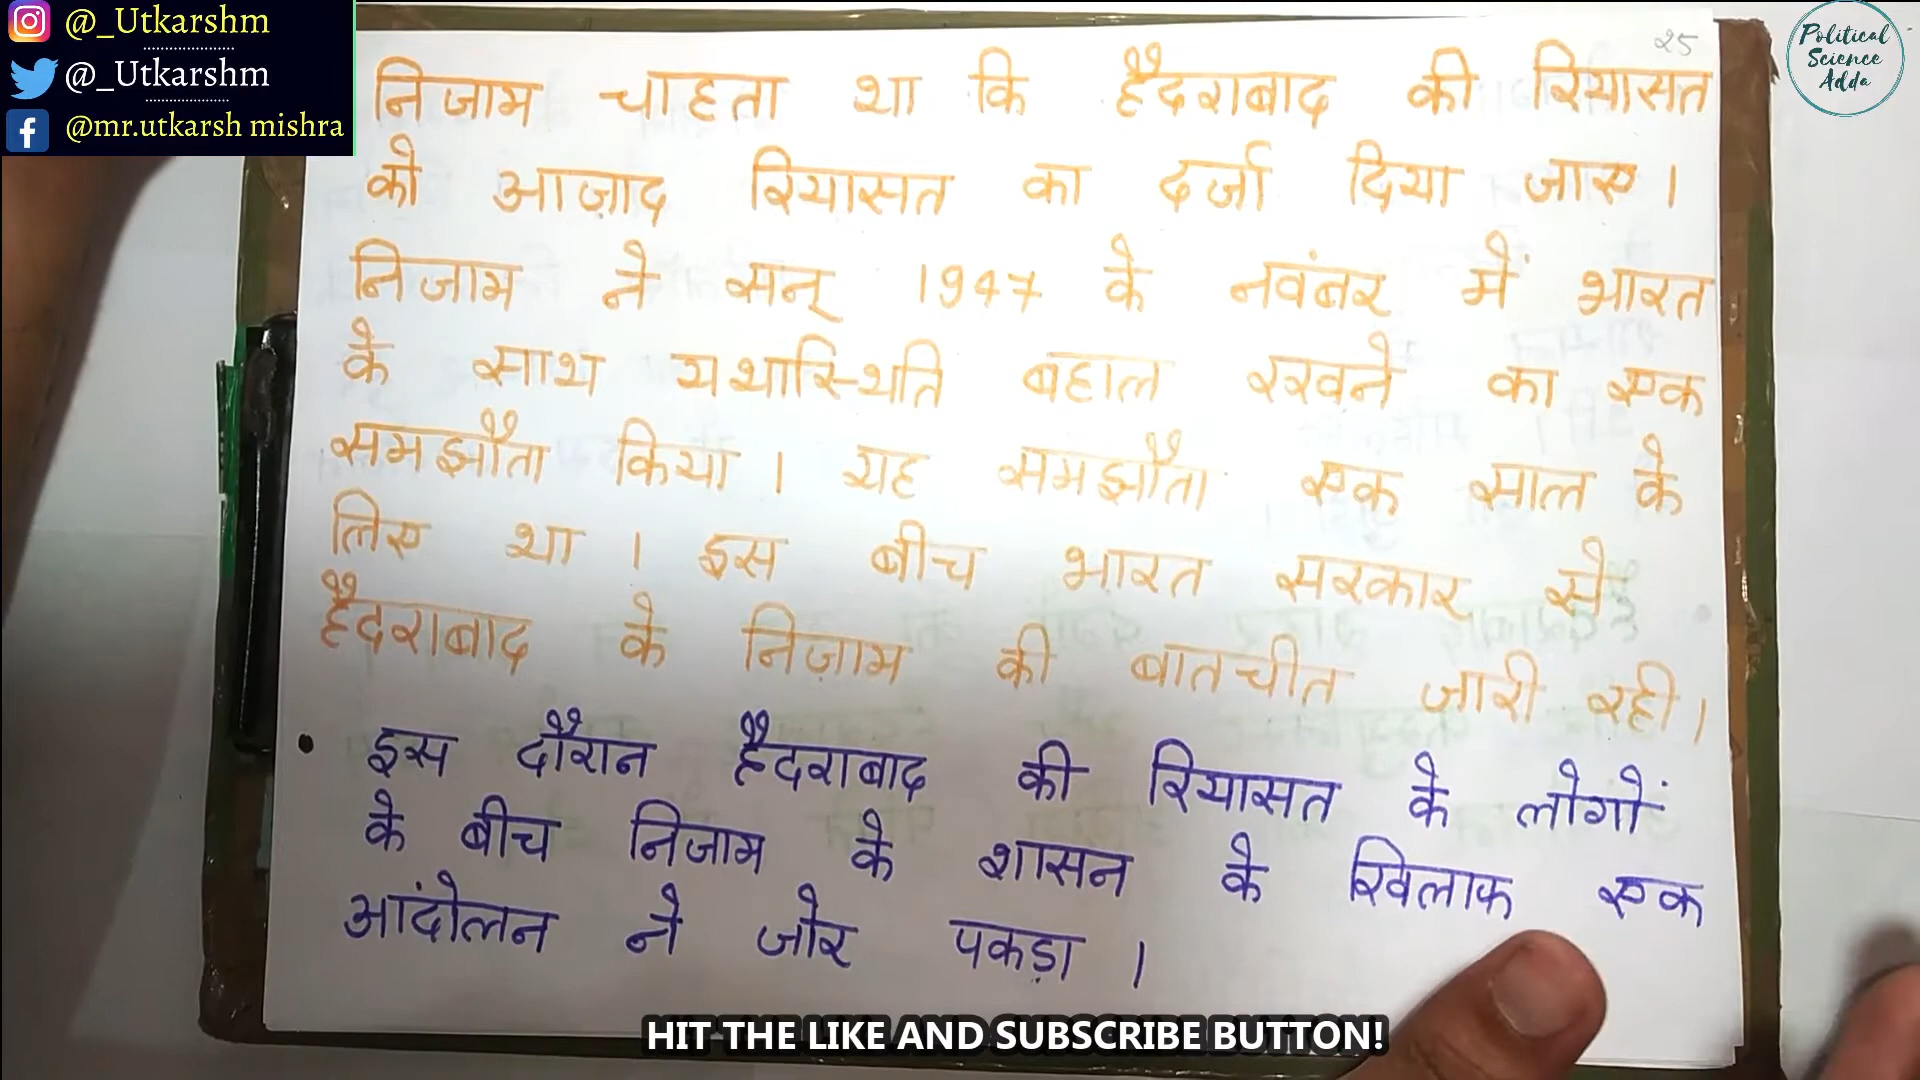 @_Utkarshm
@_Utkarshm
@mr.utkarsh mishra
Political
Science
Adda
25
निजाम चाहता था कि हैदराबाद की रियासत
को आज़ाद रियासत का दर्जा दिया जाए।
निजाम ने सन् 1947 के नवंबर में भारत
के साथ यथास्थिति बहाल रखने का एक
समझौता किया। यह समझौता एक साल के
लिए था। इस बीच भारत सरकार से
हैदराबाद के निज़ाम की बातचीत जारी रही।
• इस दौरान हैदराबाद की रियासत के लोगों
के बीच निजाम के शासन के खिलाफ एक
आंदोलन ने जोर पकड़ा।
HIT THE LIKE AND SUBSCRIBE BUTTON!